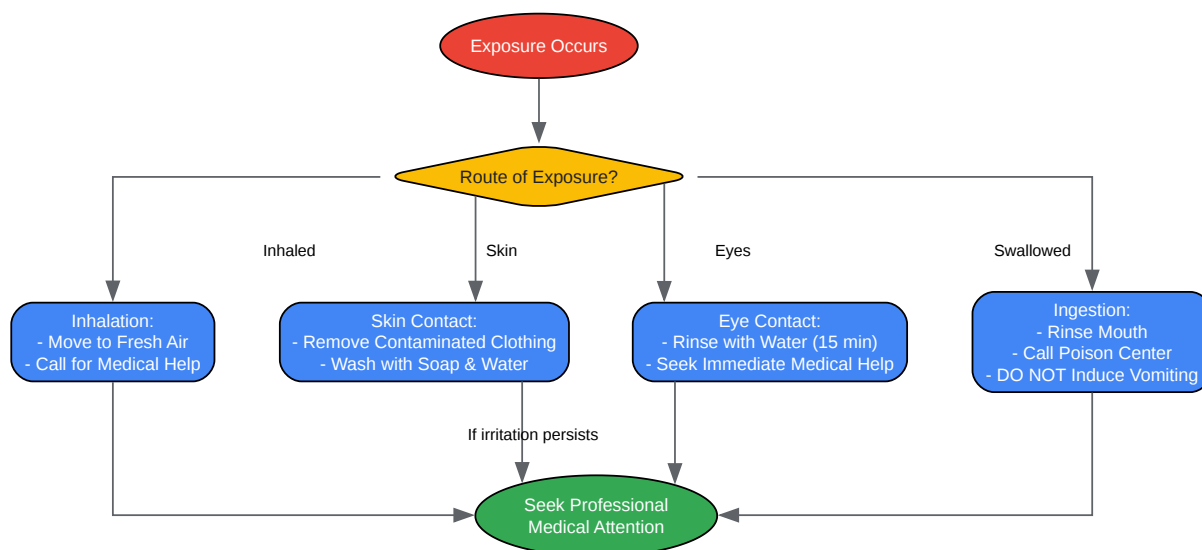 Exposure Occurs
Route of Exposure?
Inhaled
Skin
Eyes
Swallowed
Inhalation:
- Move to Fresh Air
- Call for Medical Help
Skin Contact:
- Remove Contaminated Clothing
- Wash with Soap & Water
Eye Contact:
- Rinse with Water (15 min)
- Seek Immediate Medical Help
Ingestion:
- Rinse Mouth
- Call Poison Center
- DO NOT Induce Vomiting
If irritation persists
Seek Professional
Medical Attention